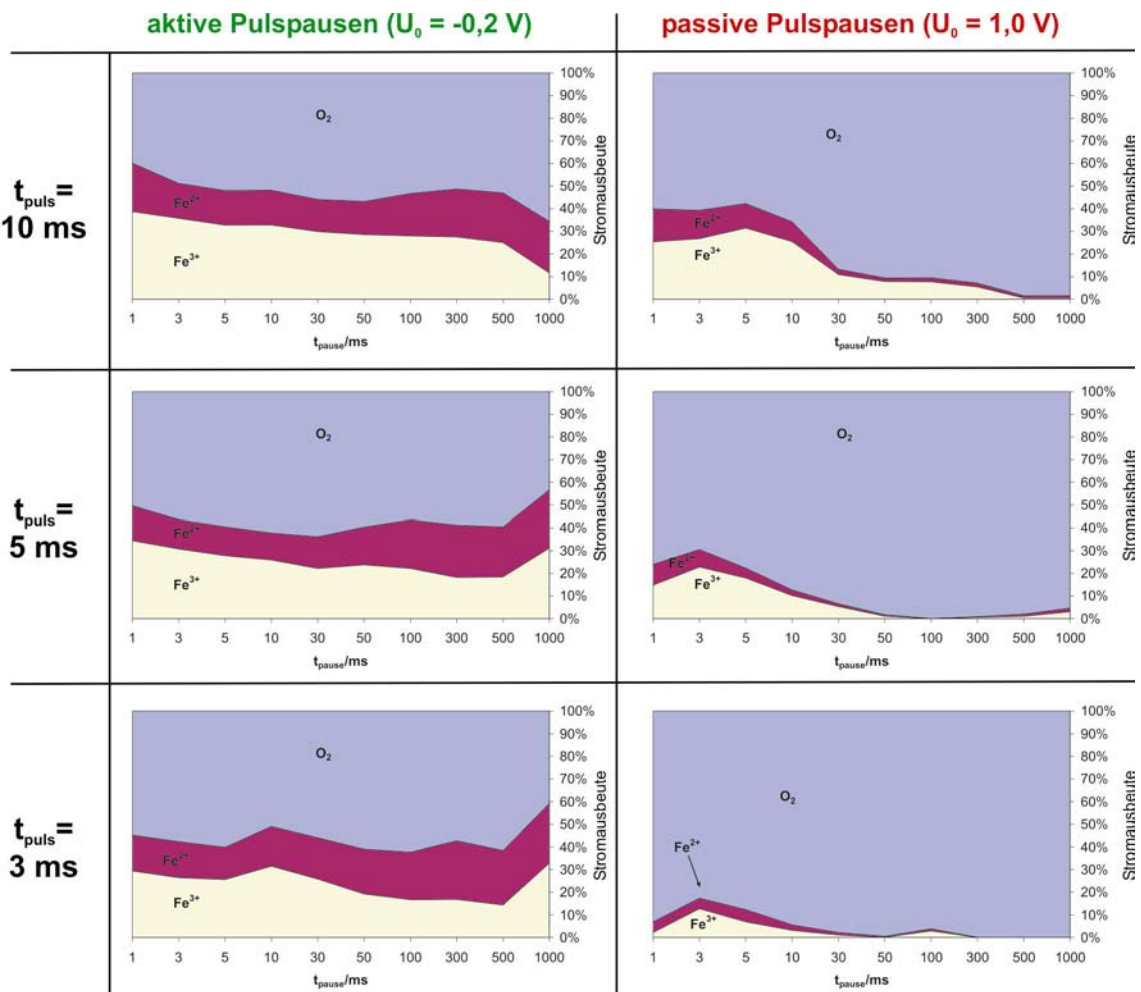 aktive Pulspausen (U₀ = -0,2 V)
passive Pulspausen (U₀ = 1,0 V)
tpuls=
10 ms
O₂
Fe²⁺
Fe³⁺
100%
90%
80%
70%
60%
50%
40%
30%
20%
10%
0%
Stromausbeute
1 3 5 10 30 50 100 300 500 1000
tpause/ms
O₂
Fe²⁺
Fe³⁺
100%
90%
80%
70%
60%
50%
40%
30%
20%
10%
0%
Stromausbeute
1 3 5 10 30 50 100 300 500 1000
tpause/ms
tpuls=
5 ms
O₂
Fe²⁺
Fe³⁺
100%
90%
80%
70%
60%
50%
40%
30%
20%
10%
0%
Stromausbeute
1 3 5 10 30 50 100 300 500 1000
tpause/ms
O₂
Fe²⁺
Fe³⁺
100%
90%
80%
70%
60%
50%
40%
30%
20%
10%
0%
Stromausbeute
1 3 5 10 30 50 100 300 500 1000
tpause/ms
tpuls=
3 ms
O₂
Fe²⁺
Fe³⁺
100%
90%
80%
70%
60%
50%
40%
30%
20%
10%
0%
Stromausbeute
1 3 5 10 30 50 100 300 500 1000
tpause/ms
O₂
Fe²⁺
Fe³⁺
100%
90%
80%
70%
60%
50%
40%
30%
20%
10%
0%
Stromausbeute
1 3 5 10 30 50 100 300 500 1000
tpause/ms